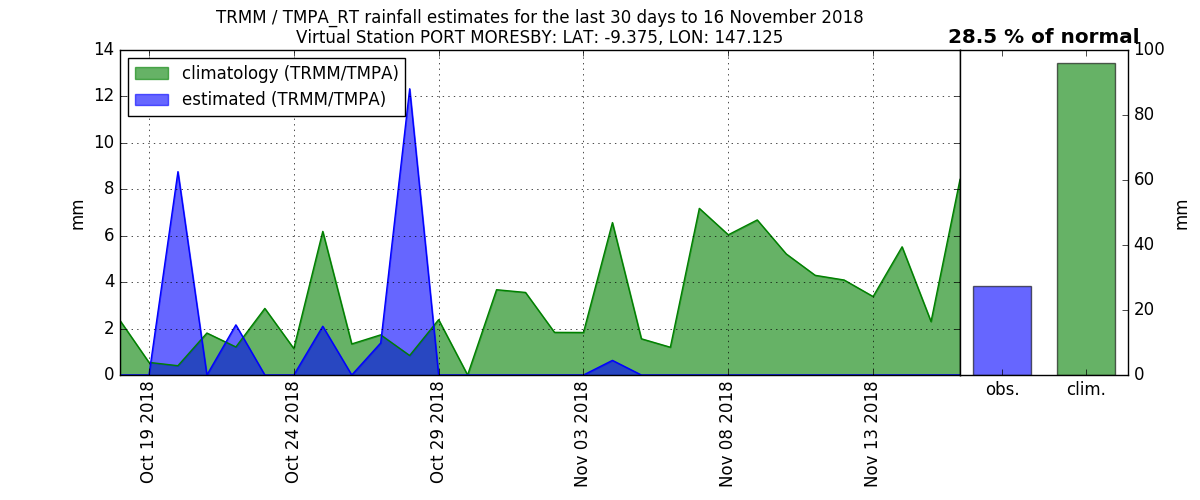 TRMM / TMPA_RT rainfall estimates for the last 30 days to 16 November 2018
Virtual Station PORT MORESBY: LAT: -9.375, LON: 147.125
28.5 % of normal
climatology (TRMM/TMPA)
estimated (TRMM/TMPA)
mm
14
12
10
8
6
4
2
0
Oct 19 2018
Oct 24 2018
Oct 29 2018
Nov 03 2018
Nov 08 2018
Nov 13 2018
100
80
60
40
20
0
mm
obs.
clim.